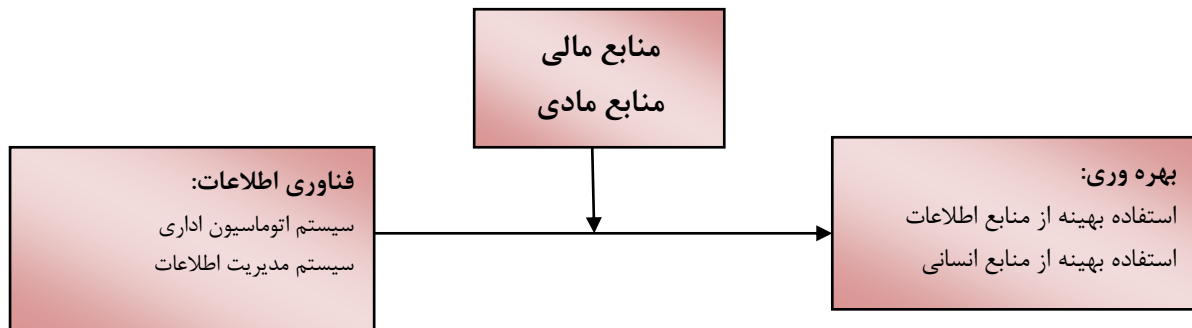 منابع مالی
منابع مادی
فناوری اطلاعات:
سیستم اتوماسیون اداری
سیستم مدیریت اطلاعات
بهره وری:
استفاده بهینه از منابع اطلاعات
استفاده بهینه از منابع انسانی